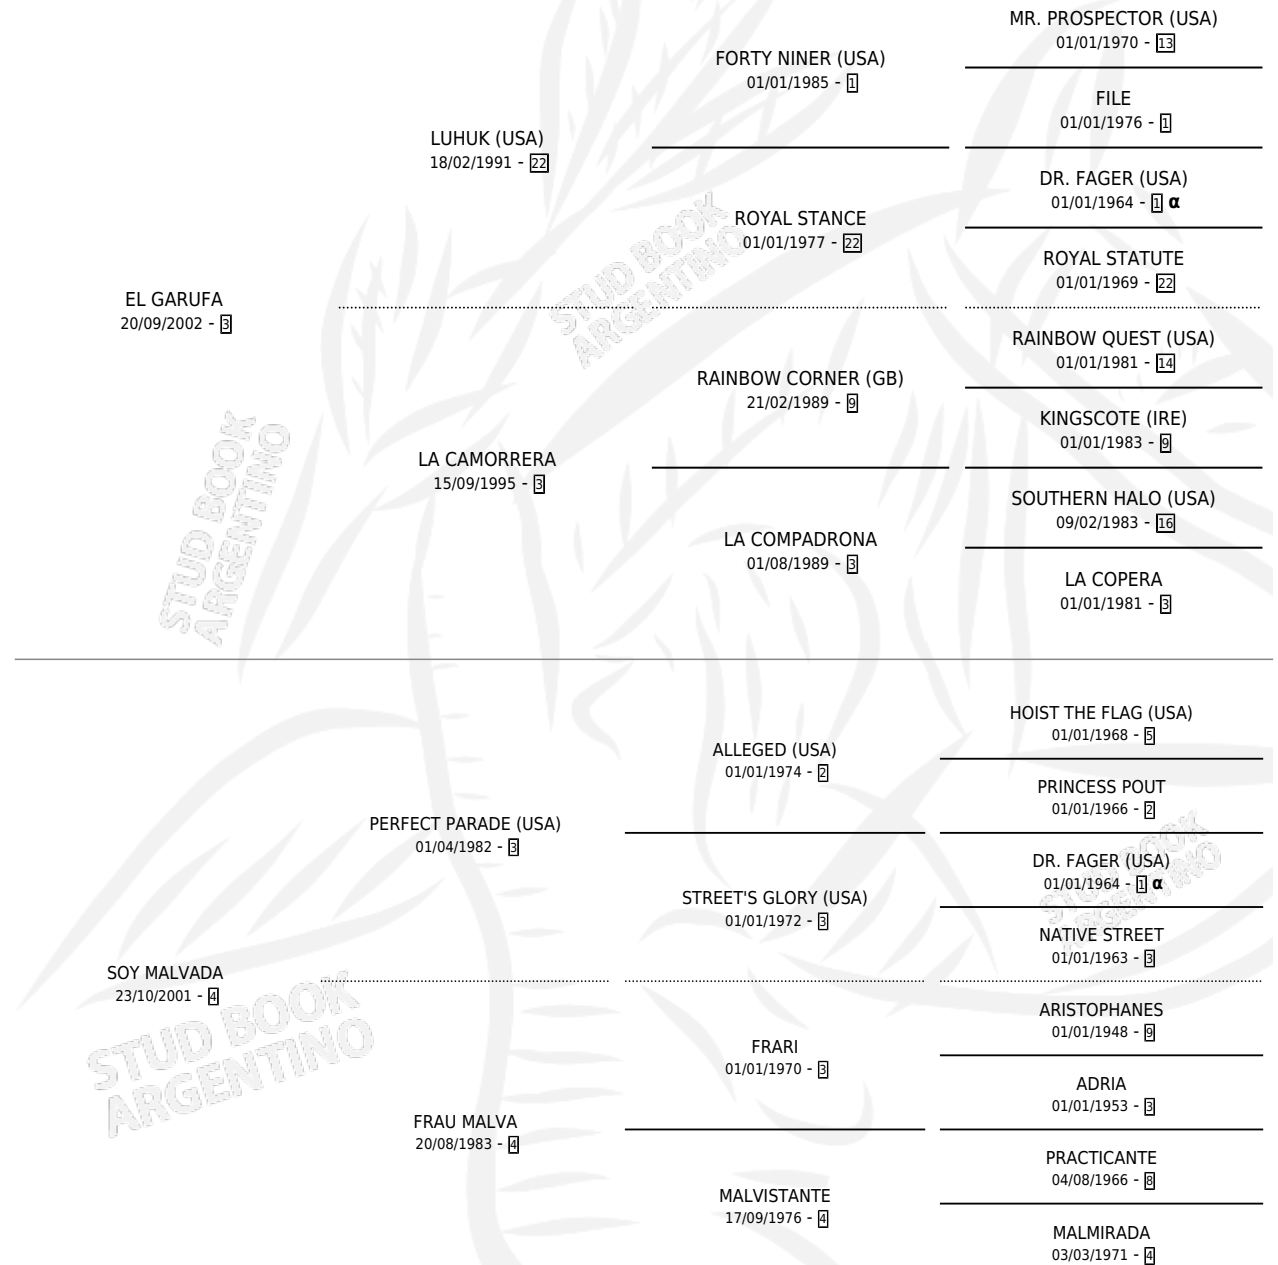 MR. PROSPECTOR (USA)
01/01/1970 - 13
FORTY NINER (USA)
01/01/1985 - 1
FILE
01/01/1976 - 1
LUHUK (USA)
18/02/1991 - 22
DR. FAGER (USA)
01/01/1964 - 1 α
ROYAL STANCE
01/01/1977 - 22
ROYAL STATUTE
01/01/1969 - 22
STUD BOOK
ARGENTINO
EL GARUFA
20/09/2002 - 3
RAINBOW QUEST (USA)
01/01/1981 - 14
RAINBOW CORNER (GB)
21/02/1989 - 9
KINGSCOTE (IRE)
01/01/1983 - 9
LA CAMORRERA
15/09/1995 - 3
SOUTHERN HALO (USA)
09/02/1983 - 16
LA COMPADRONA
01/08/1989 - 3
LA COPERA
01/01/1981 - 3
STUD BOOK
ARGENTINO
HOIST THE FLAG (USA)
01/01/1968 - 5
ALLEGED (USA)
01/01/1974 - 2
PRINCESS POUT
01/01/1966 - 2
PERFECT PARADE (USA)
01/04/1982 - 3
DR. FAGER (USA)
01/01/1964 - 1 α
STREET'S GLORY (USA)
01/01/1972 - 3
STUD BOOK
ARGENTINO
NATIVE STREET
01/01/1963 - 3
SOY MALVADA
23/10/2001 - 4
ARISTOPHANES
01/01/1948 - 9
FRARI
01/01/1970 - 3
ADRIA
01/01/1953 - 3
STUD BOOK
ARGENTINO
FRAU MALVA
20/08/1983 - 4
PRACTICANTE
04/08/1966 - 8
MALVISTANTE
17/09/1976 - 4
MALMIRADA
03/03/1971 - 4